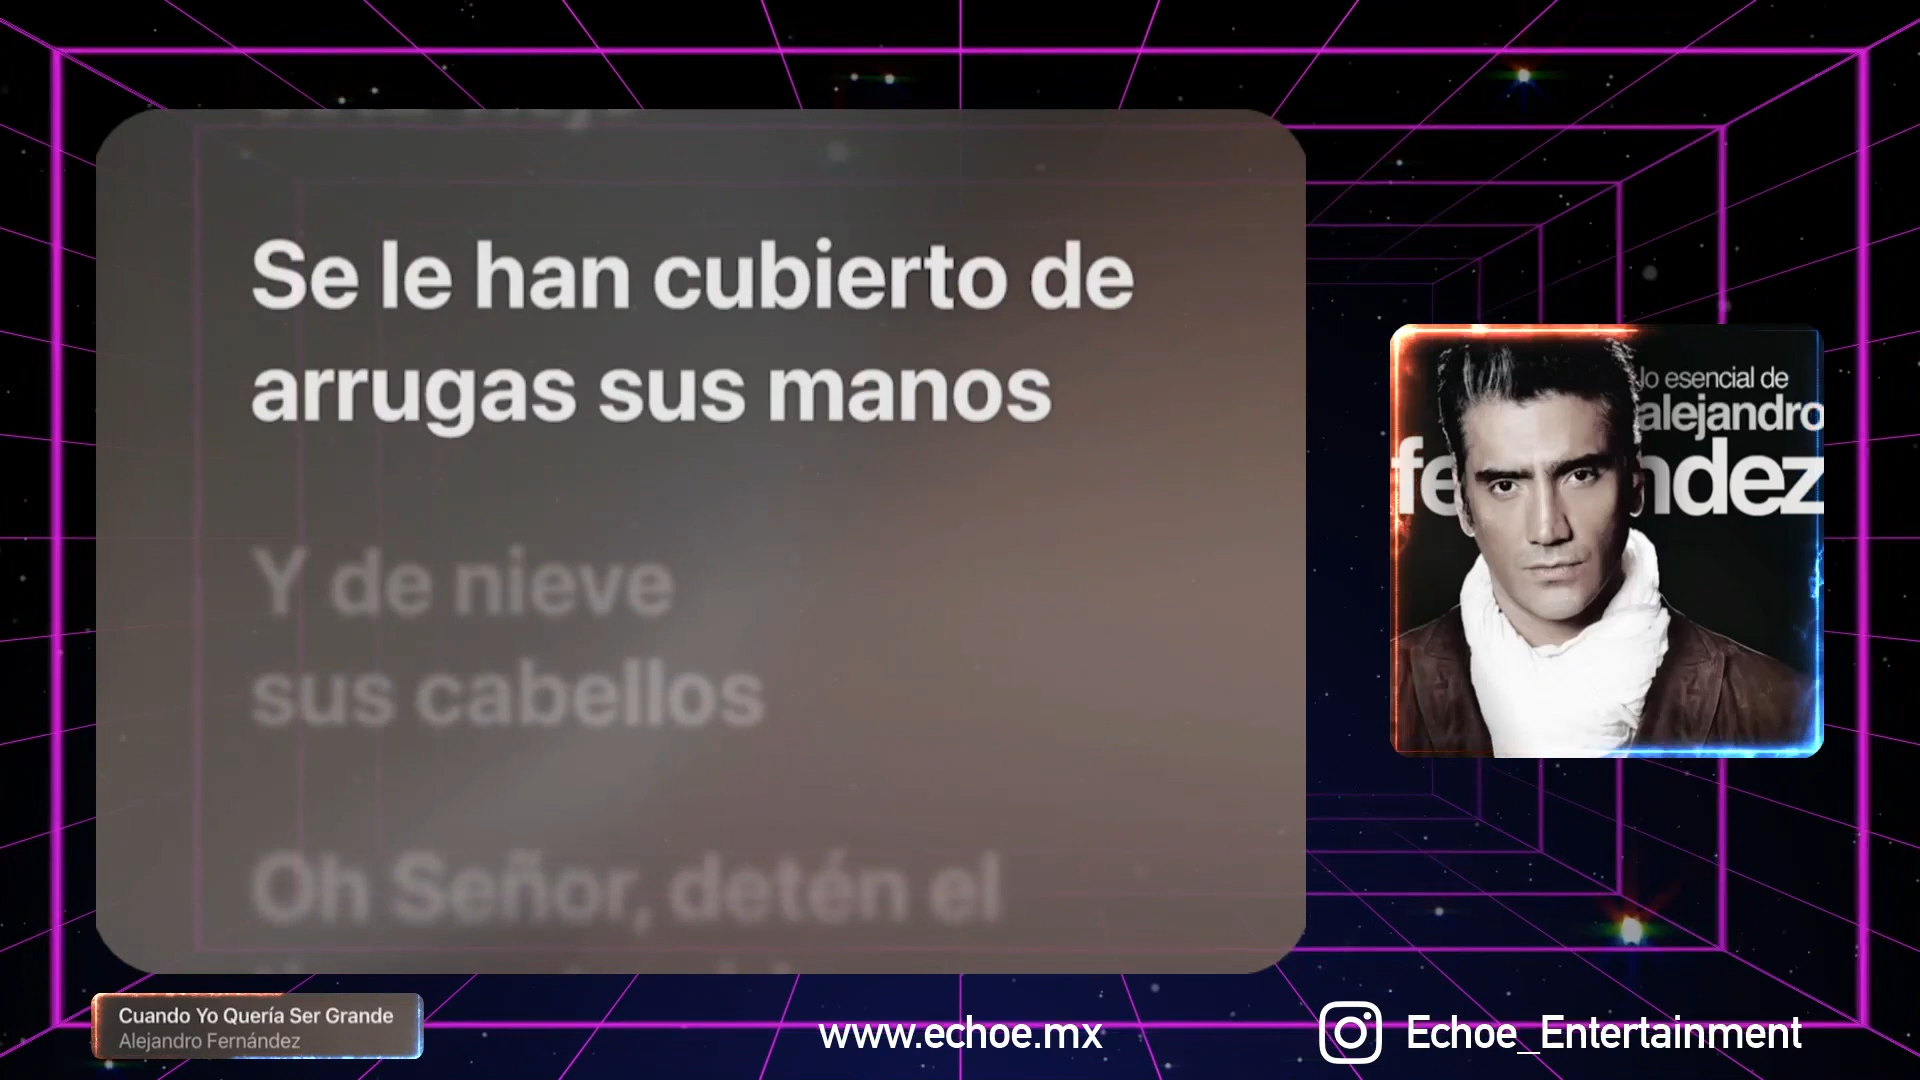 Se le han cubierto de
arrugas sus manos
Y de nieve
sus cabellos
Oh Señor, detén el
lo esencial de
alejandro
fe ndez
Cuando Yo Quería Ser Grande
Alejandro Fernández
www.echoe.mx
Echoe_Entertainment